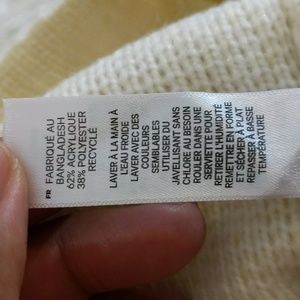 FR
FABRIQUÉ AU
BANGLADESH
62% ACRYLIQUE
38% POLYESTER
RECYCLÉ
LAVER À LA MAIN À
L'EAU FROIDE
LAVER AVEC DES
COULEURS
SEMBLABLES
UTILISER DU
JAVELLISANT SANS
CHLORE AU BESOIN
ROULER DANS UNE
SERVIETTE POUR
RETIRER L'HUMIDITÉ
REMETTRE EN FORME
ET SÉCHER À PLAT
REPASSER À BASSE
TEMPÉRATURE